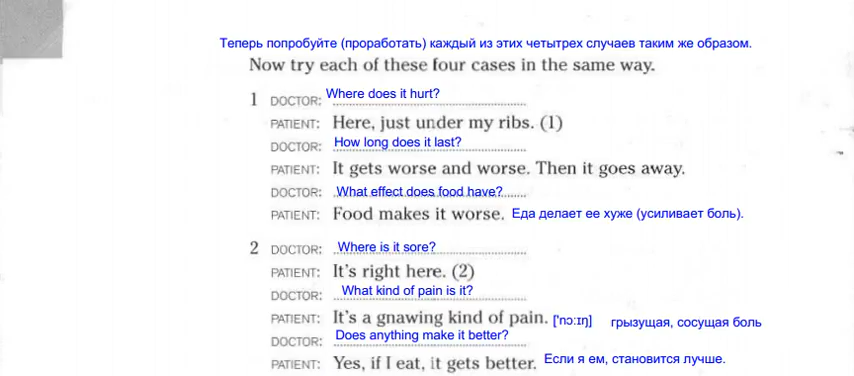 Теперь попробуйте (проработать) каждый из этих четытрех случаев таким же образом.
Now try each of these four cases in the same way.
1 DOCTOR: Where does it hurt?
PATIENT: Here, just under my ribs. (1)
DOCTOR: How long does it last?
PATIENT: It gets worse and worse. Then it goes away.
DOCTOR: What effect does food have?
PATIENT: Food makes it worse. Еда делает ее хуже (усиливает боль).
2 DOCTOR: Where is it sore?
PATIENT: It's right here. (2)
DOCTOR: What kind of pain is it?
PATIENT: It's a gnawing kind of pain. ['nɔːɪŋ] грызущая, сосущая боль
DOCTOR: Does anything make it better?
PATIENT: Yes, if I eat, it gets better. Если я ем, становится лучше.